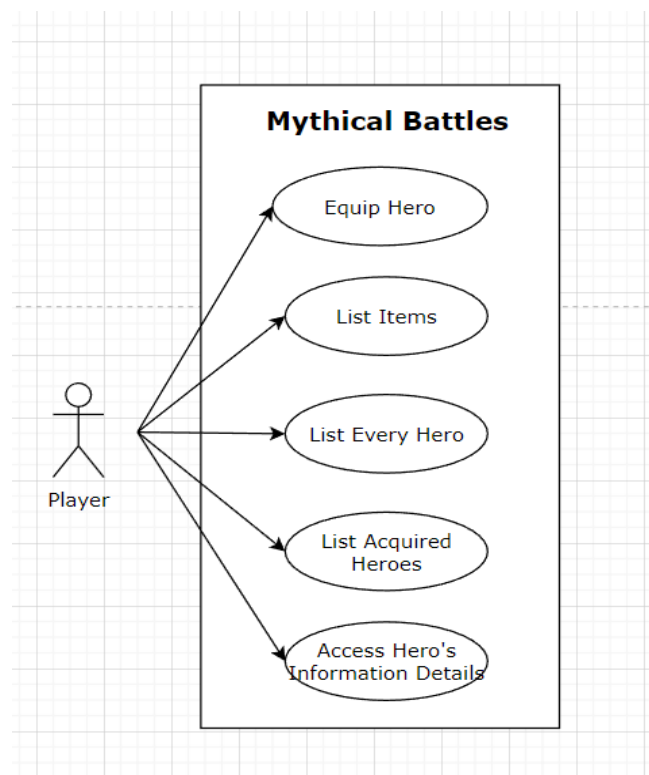 Mythical Battles
Equip Hero
List Items
List Every Hero
Player
List Acquired
Heroes
Access Hero's
Information Details